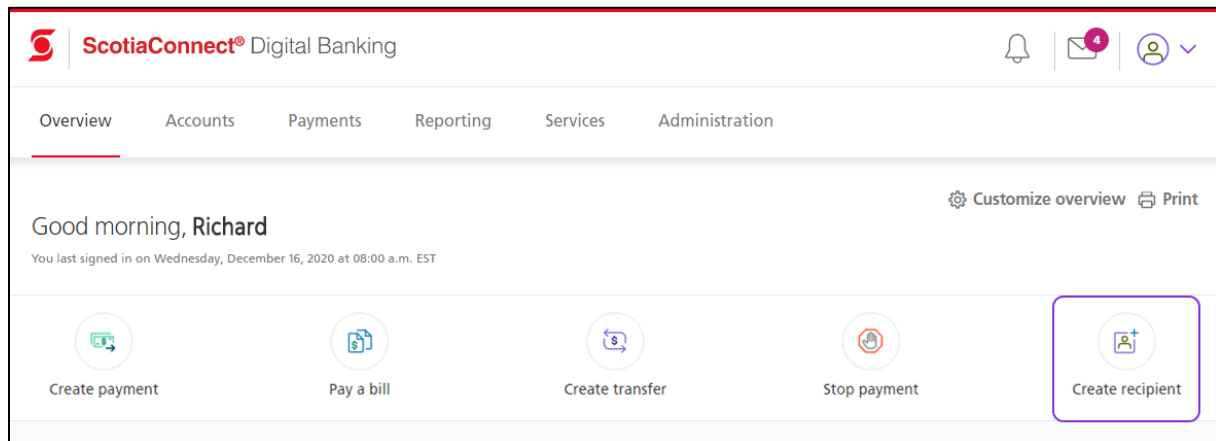 ScotiaConnect® Digital Banking
4
Overview Accounts Payments Reporting Services Administration
Customize overview Print
Good morning, Richard
You last signed in on Wednesday, December 16, 2020 at 08:00 a.m. EST
Create payment Pay a bill Create transfer Stop payment Create recipient